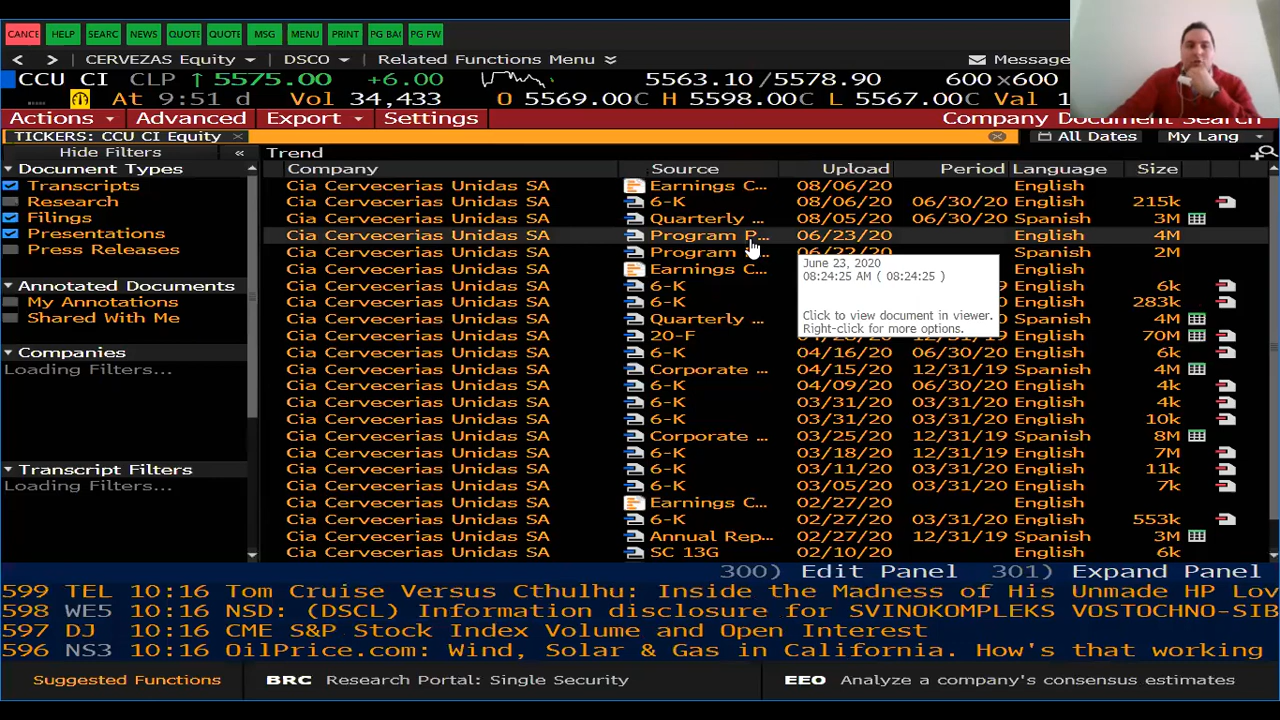 CANCE HELP SEARC NEWS QUOTE QUOTE MSG MENU PRINT PG BAC PG FW
< > CERVEZAS Equity DSCO Related Functions Menu Message
CCU CI CLP ↑ 5575.00 +6.00 5563.10 /5578.90 600 x 600
At 9:51 d Vol 34,433 O 5569.00C H 5598.00C L 5567.00C Val 1
Actions Advanced Export Settings Company Document Search
TICKERS: CCU CI Equity × All Dates My Lang
Hide Filters « Trend
Document Types Company Source Upload Period Language Size
Transcripts Cia Cervecerias Unidas SA Earnings C... 08/06/20 English
Research Cia Cervecerias Unidas SA 6-K 08/06/20 06/30/20 English 215k
Filings Cia Cervecerias Unidas SA Quarterly ... 08/05/20 06/30/20 Spanish 3M
Presentations Cia Cervecerias Unidas SA Program P... 06/23/20 English 4M
Press Releases Cia Cervecerias Unidas SA Program ... 06/22/20 English 2M
Cia Cervecerias Unidas SA Earnings C... English
Annotated Documents Cia Cervecerias Unidas SA 6-K English 6k
My Annotations Cia Cervecerias Unidas SA 6-K English 283k
Shared With Me Cia Cervecerias Unidas SA Quarterly ... Spanish 4M
Cia Cervecerias Unidas SA 20-F English 70M
June 23, 2020
08:24:25 AM ( 08:24:25 )
Click to view document in viewer.
Right-click for more options.
Companies Cia Cervecerias Unidas SA 6-K 04/16/20 06/30/20 English 6k
Loading Filters... Cia Cervecerias Unidas SA Corporate ... 04/15/20 12/31/19 Spanish 4M
Cia Cervecerias Unidas SA 6-K 04/09/20 06/30/20 English 4k
Cia Cervecerias Unidas SA 6-K 03/31/20 03/31/20 English 4k
Cia Cervecerias Unidas SA 6-K 03/31/20 03/31/20 English 10k
Cia Cervecerias Unidas SA Corporate ... 03/25/20 12/31/19 Spanish 8M
Cia Cervecerias Unidas SA 6-K 03/18/20 12/31/19 English 7M
Transcript Filters Cia Cervecerias Unidas SA 6-K 03/11/20 03/31/20 English 11k
Loading Filters... Cia Cervecerias Unidas SA 6-K 03/05/20 03/31/20 English 7k
Cia Cervecerias Unidas SA Earnings C... 02/27/20 English
Cia Cervecerias Unidas SA 6-K 02/27/20 03/31/20 English 553k
Cia Cervecerias Unidas SA Annual Rep... 02/27/20 12/31/19 Spanish 3M
Cia Cervecerias Unidas SA SC 13G 02/10/20 English 6k
300) Edit Panel 301) Expand Panel
599 TEL 10:16 Tom Cruise Versus Cthulhu: Inside the Madness of His Unmade HP Lov
598 WE5 10:16 NSD: (DSCL) Information disclosure for SVINOKOMPLEKS VOSTOCHNO-SIB
597 DJ 10:16 CME S&P Stock Index Volume and Open Interest
596 NS3 10:16 OilPrice.com: Wind, Solar & Gas in California. How's that working
Suggested Functions BRC Research Portal: Single Security EEO Analyze a company's consensus estimates